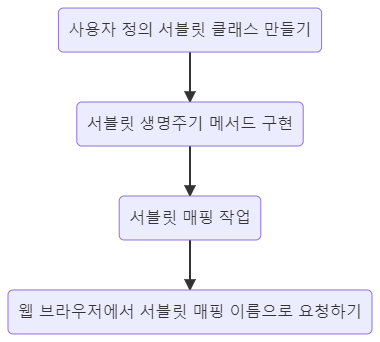 사용자 정의 서블릿 클래스 만들기
서블릿 생명주기 메서드 구현
서블릿 매핑 작업
웹 브라우저에서 서블릿 매핑 이름으로 요청하기